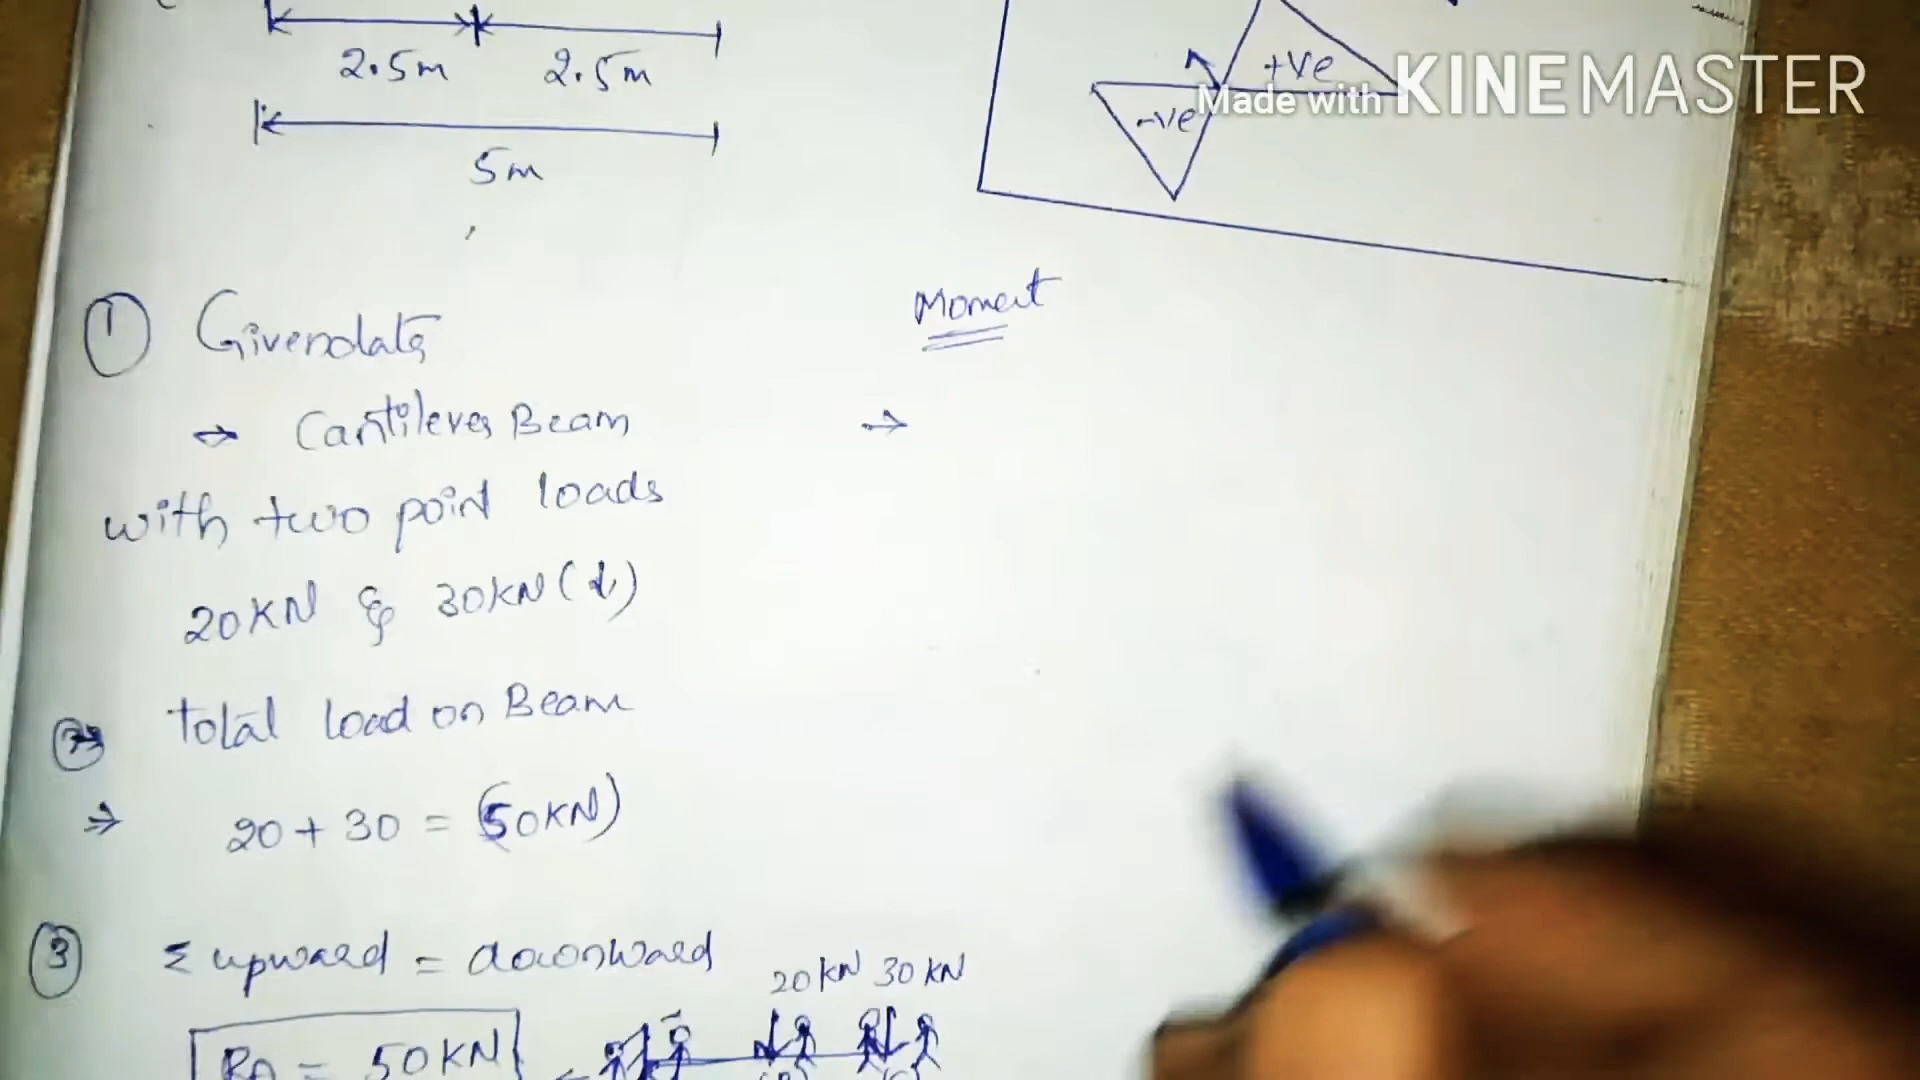 2.5m 2.5m
5m
+ve
-ve
Made with KINEMASTER
① Givendata
→ Cantilever Beam
with two point loads
20KN & 30KN (↓)
total load on Beam
⇒ 20 + 30 = (50KN)
③ Σ upward = downward
20KN 30KN
RA = 50KN
Moment
→